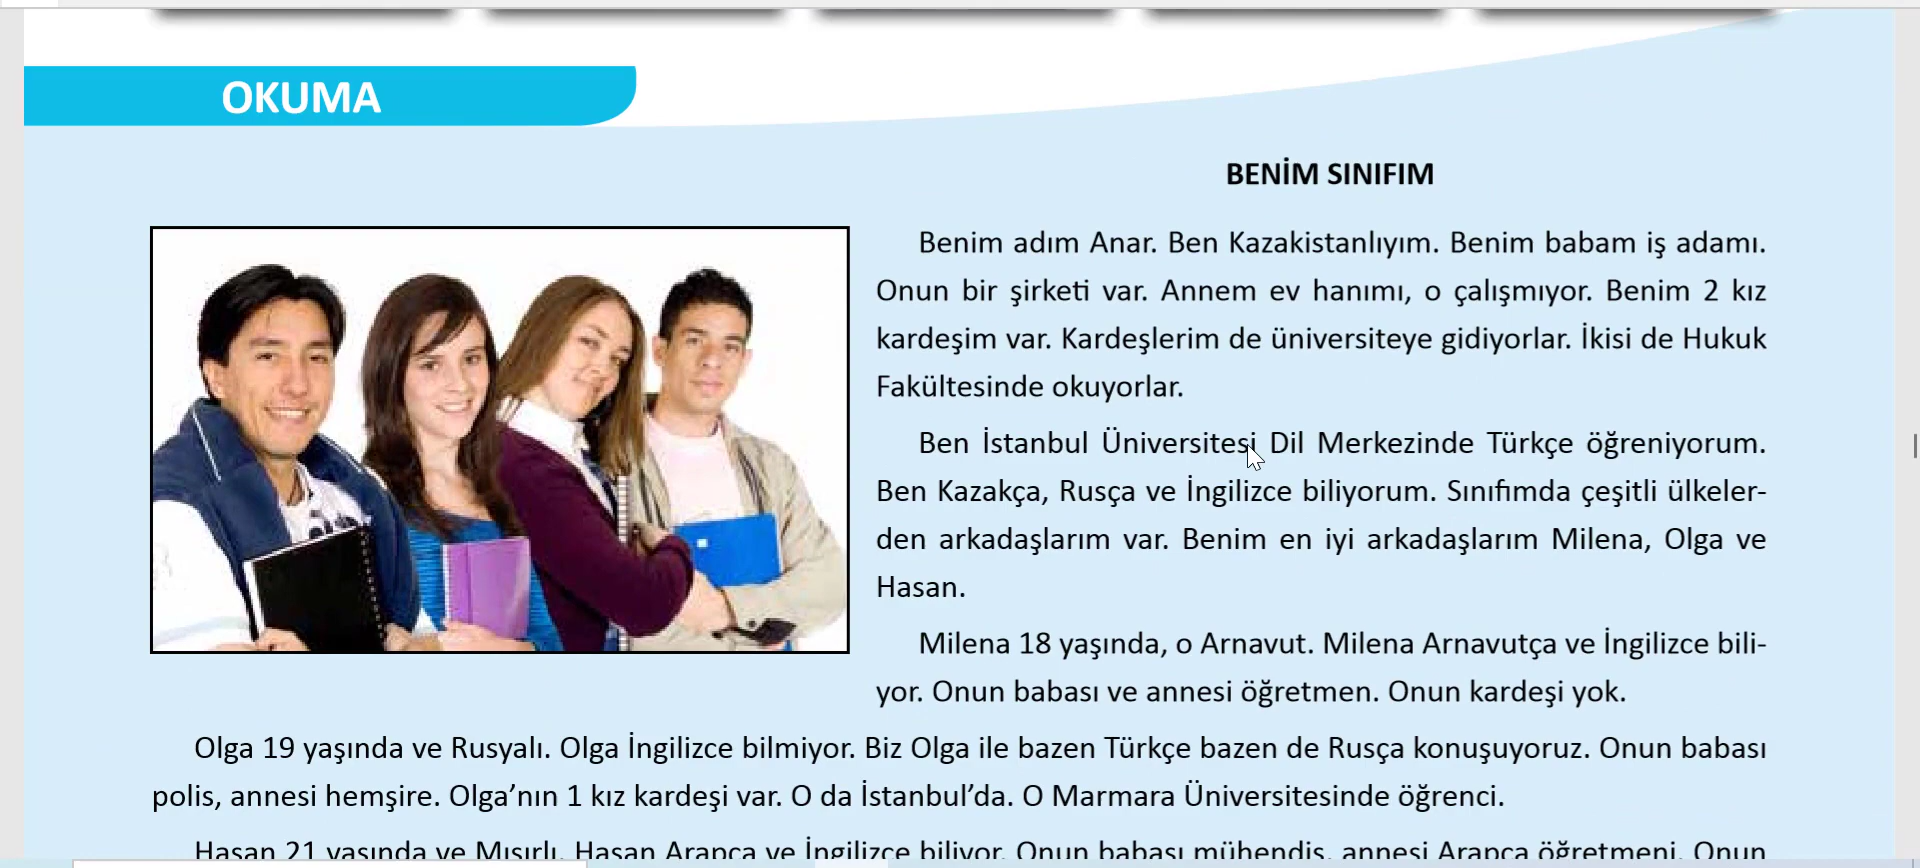 OKUMA
BENİM SINIFIM
Benim adım Anar. Ben Kazakistanlıyım. Benim babam iş adamı.
Onun bir şirketi var. Annem ev hanımı, o çalışmıyor. Benim 2 kız
kardeşim var. Kardeşlerim de üniversiteye gidiyorlar. İkisi de Hukuk
Fakültesinde okuyorlar.
Ben İstanbul Üniversitesi Dil Merkezinde Türkçe öğreniyorum.
Ben Kazakça, Rusça ve İngilizce biliyorum. Sınıfımda çeşitli ülkeler-
den arkadaşlarım var. Benim en iyi arkadaşlarım Milena, Olga ve
Hasan.
Milena 18 yaşında, o Arnavut. Milena Arnavutça ve İngilizce bili-
yor. Onun babası ve annesi öğretmen. Onun kardeşi yok.
Olga 19 yaşında ve Rusyalı. Olga İngilizce bilmiyor. Biz Olga ile bazen Türkçe bazen de Rusça konuşuyoruz. Onun babası
polis, annesi hemşire. Olga’nın 1 kız kardeşi var. O da İstanbul’da. O Marmara Üniversitesinde öğrenci.
Hasan 21 yaşında ve Mısırlı. Hasan Arapça ve İngilizce biliyor. Onun babası mühendis, annesi Arapça öğretmeni. Onun